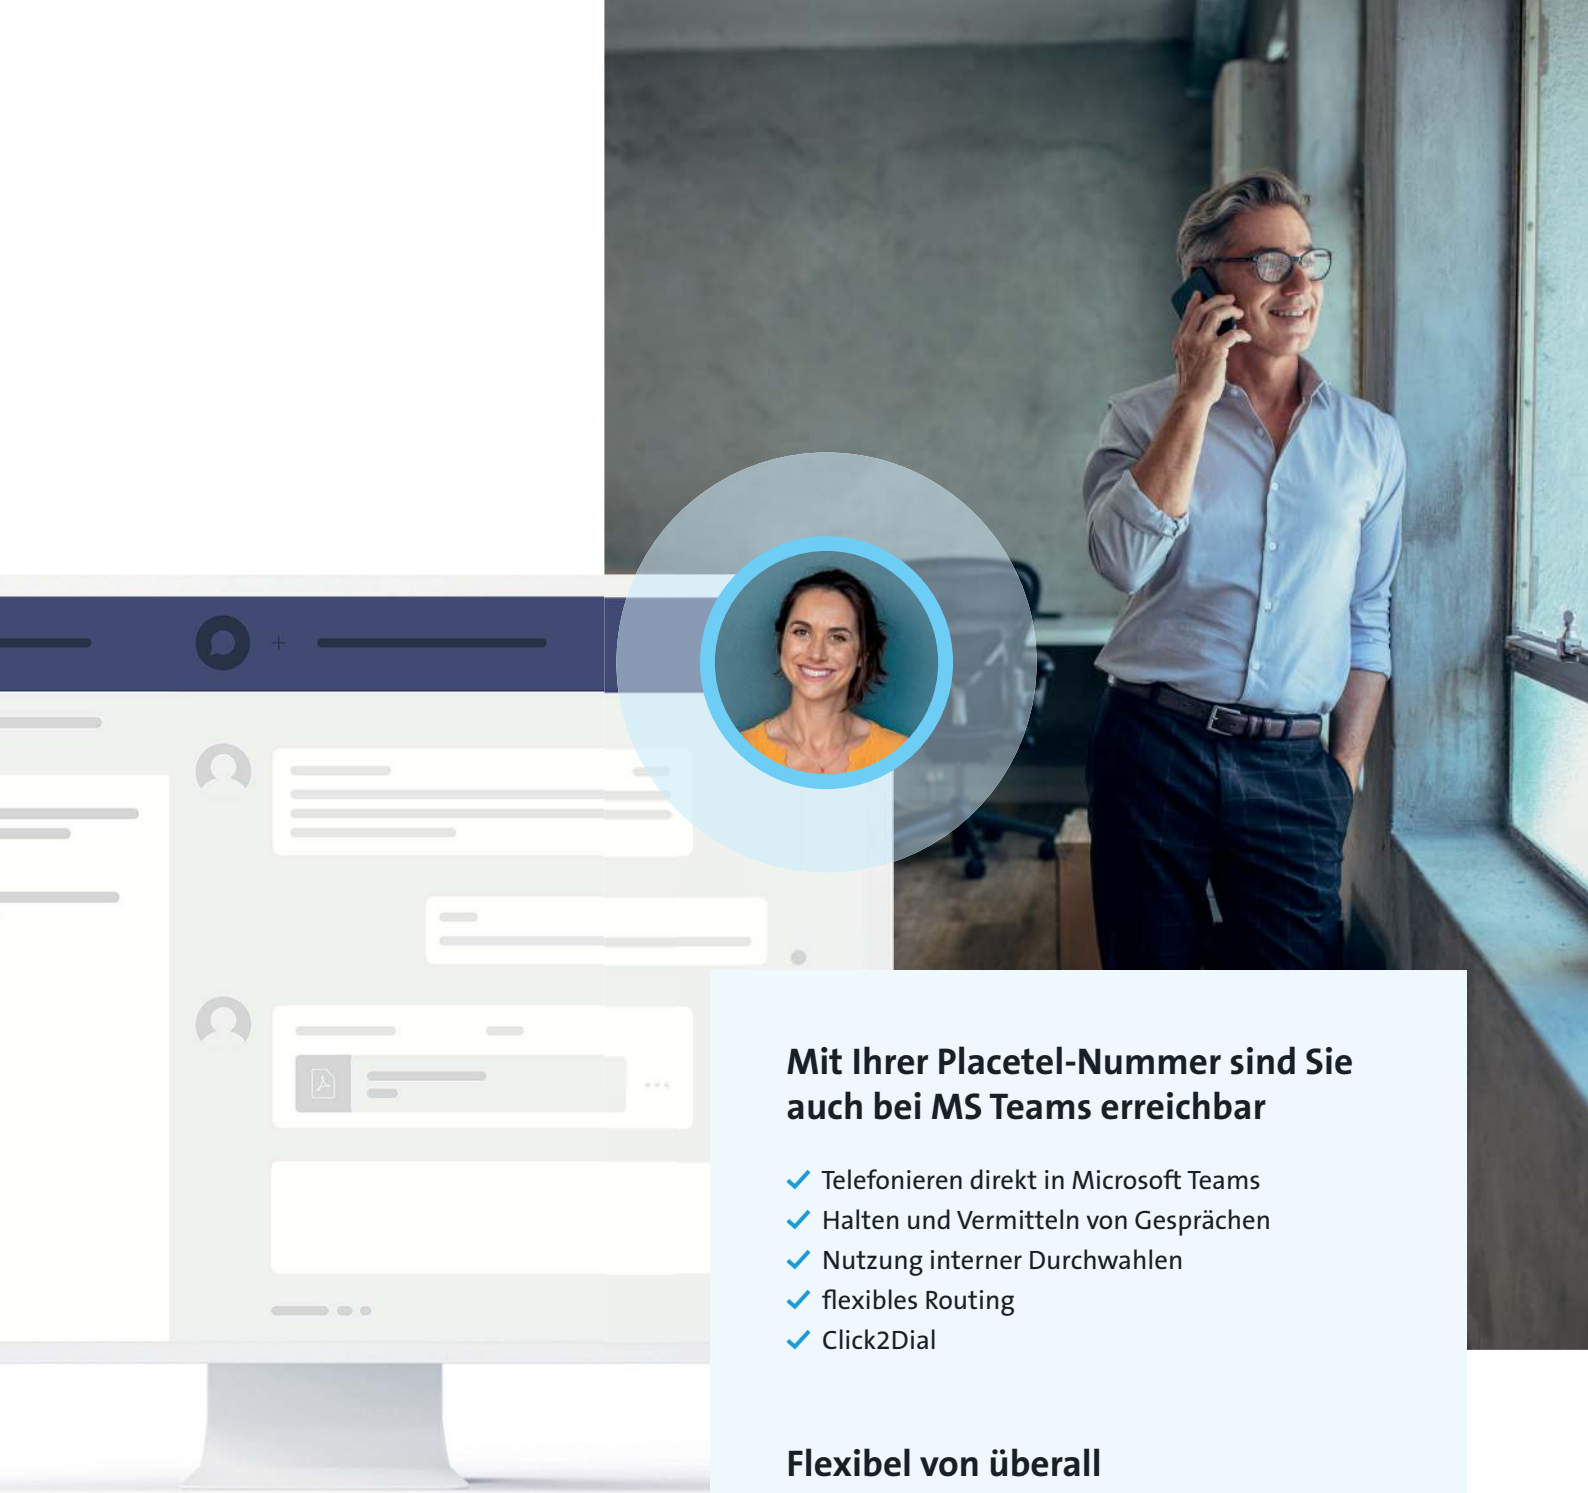 Mit Ihrer Placetel-Nummer sind Sie
auch bei MS Teams erreichbar
Telefonieren direkt in Microsoft Teams
Halten und Vermitteln von Gesprächen
Nutzung interner Durchwahlen
flexibles Routing
Click2Dial
Flexibel von überall